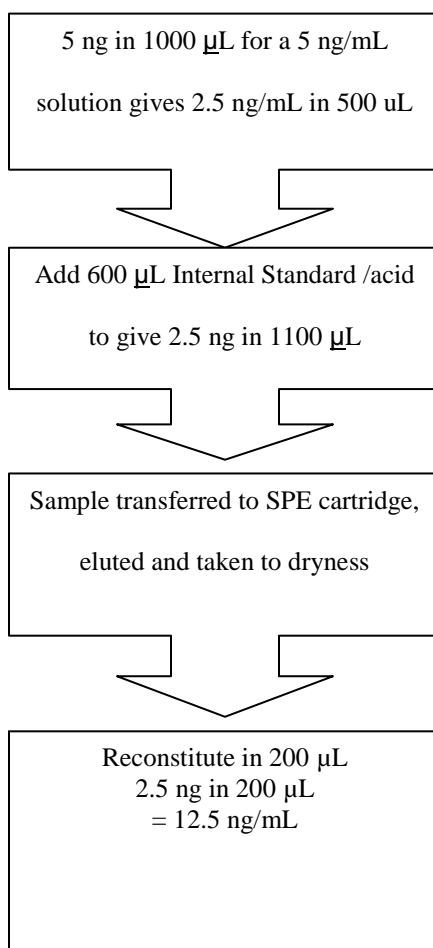 5 ng in 1000 µL for a 5 ng/mL
solution gives 2.5 ng/mL in 500 uL
Add 600 µL Internal Standard /acid
to give 2.5 ng in 1100 µL
Sample transferred to SPE cartridge,
eluted and taken to dryness
Reconstitute in 200 µL
2.5 ng in 200 µL
= 12.5 ng/mL